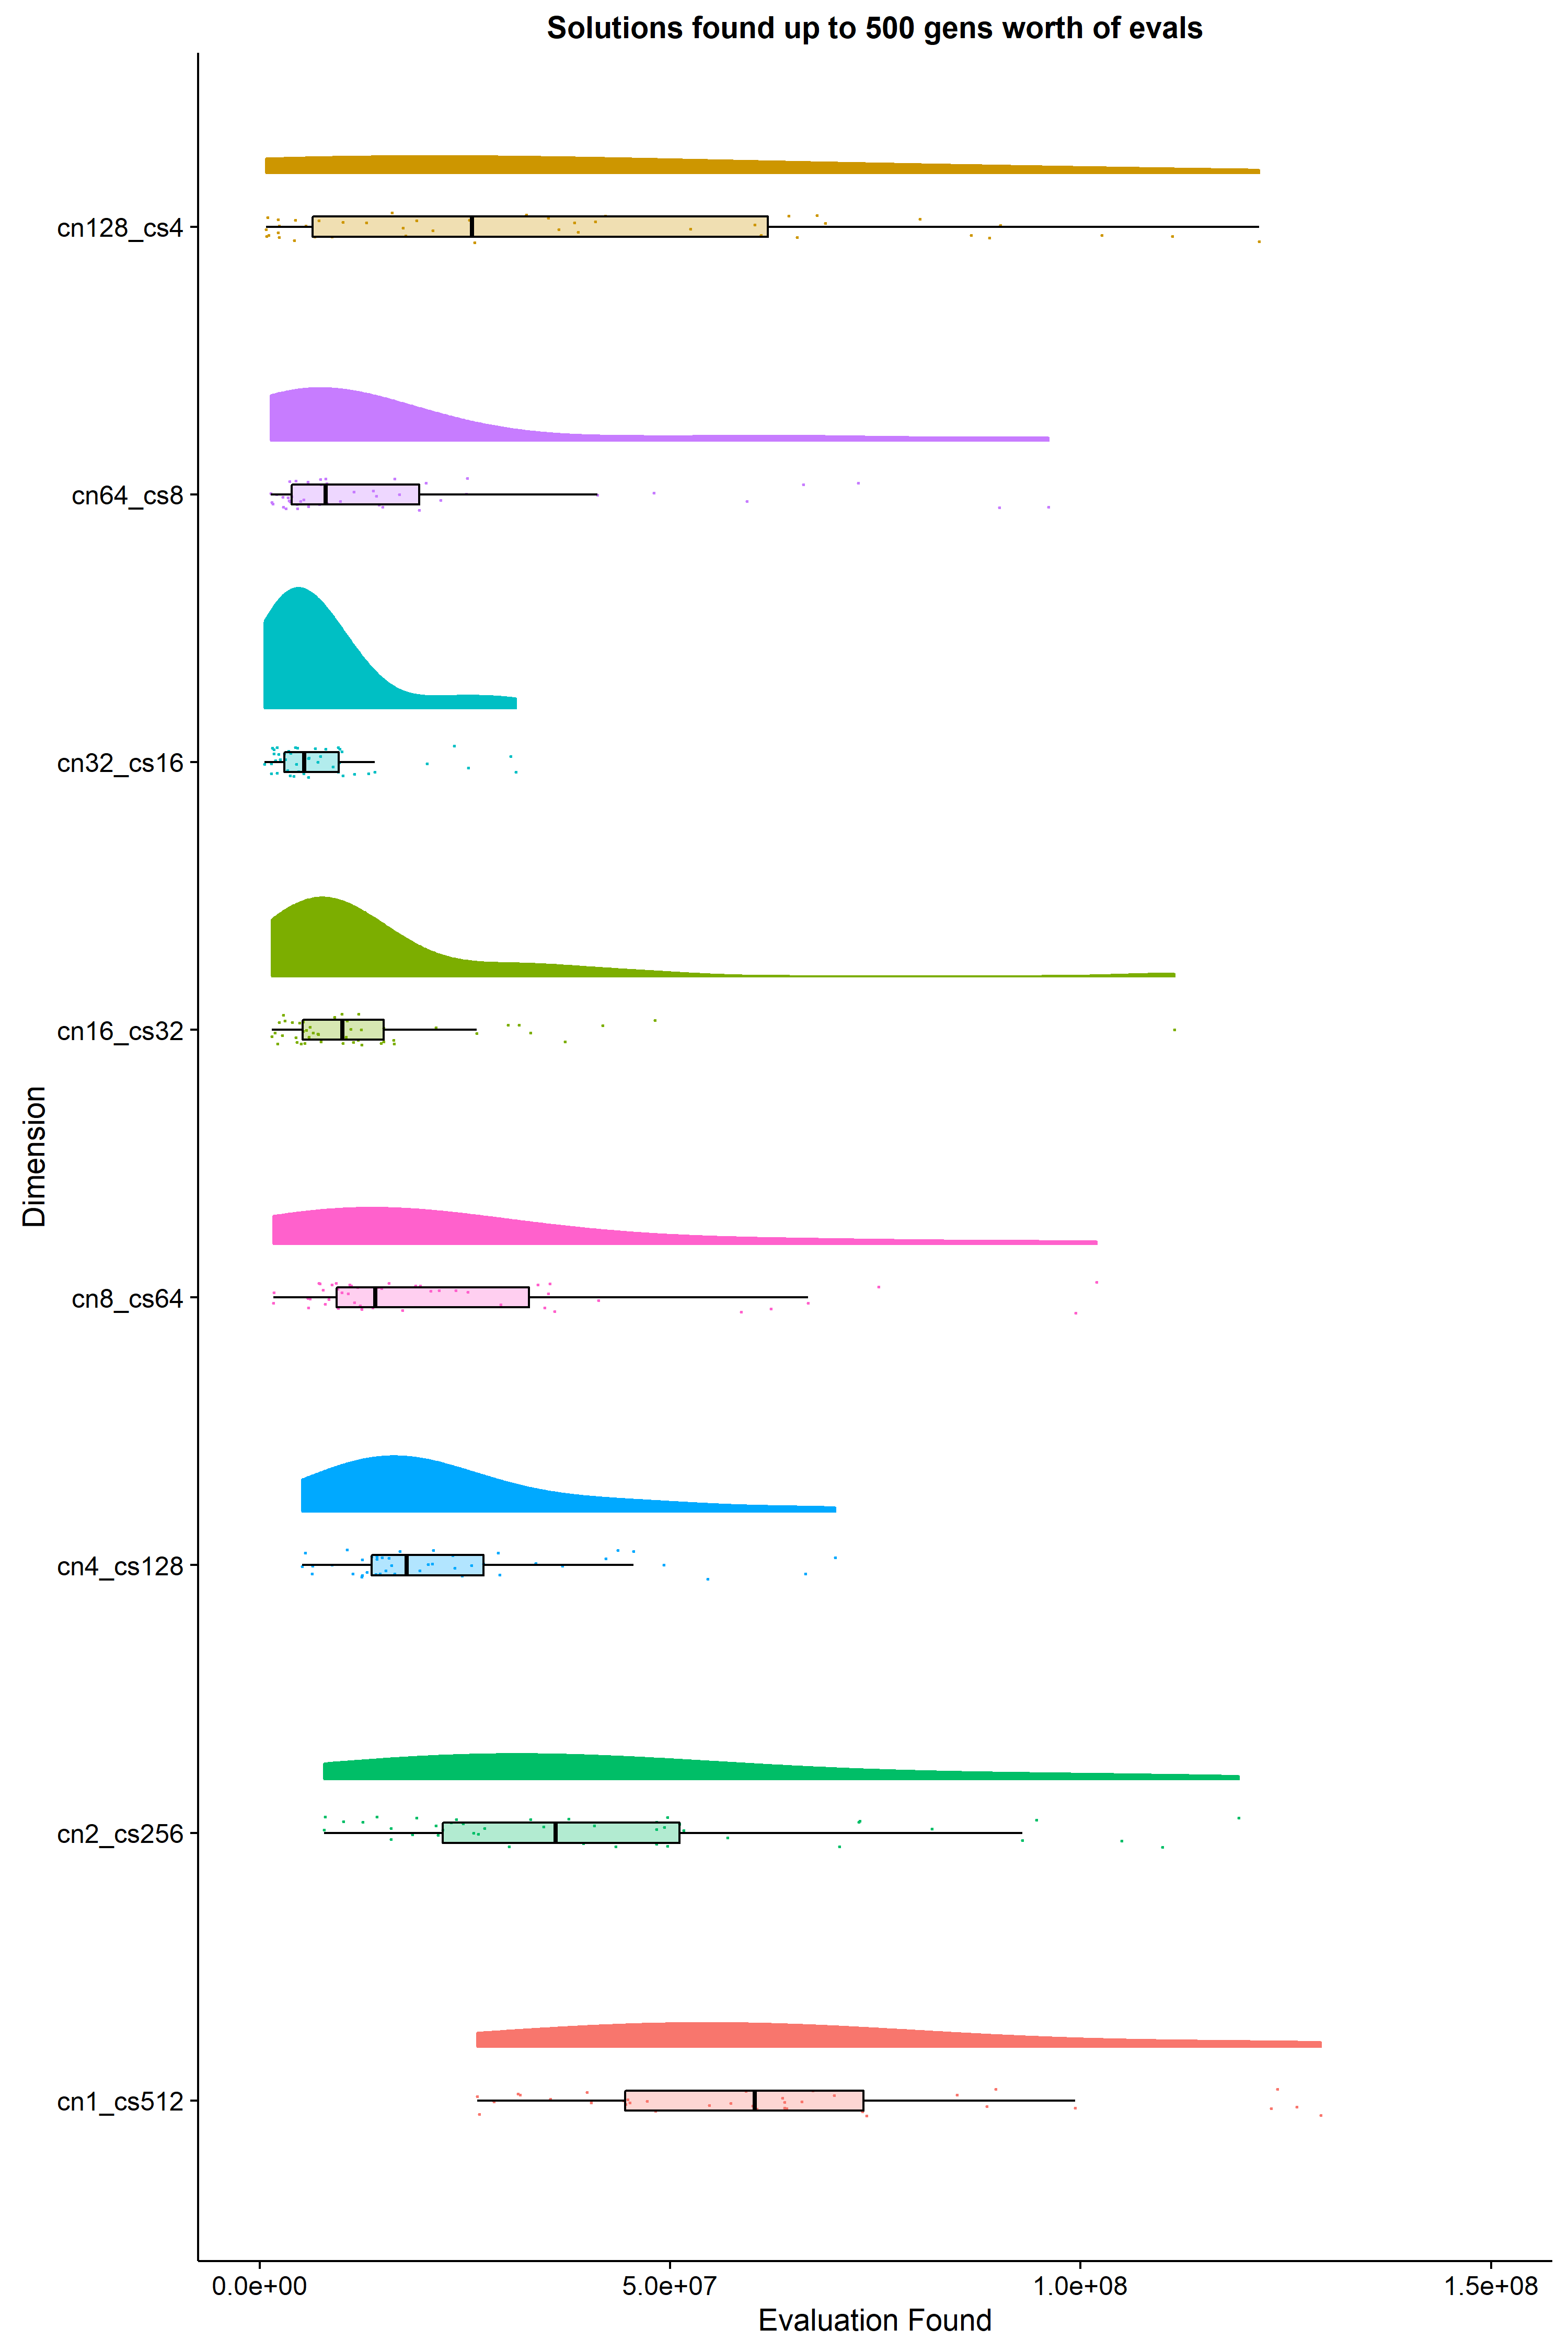 Solutions found up to 500 gens worth of evals
cn128_cs4
cn64_cs8
cn32_cs16
cn16_cs32
Dimension
cn8_cs64
cn4_cs128
cn2_cs256
cn1_cs512
0.0e+00 5.0e+07 1.0e+08 1.5e+08
Evaluation Found